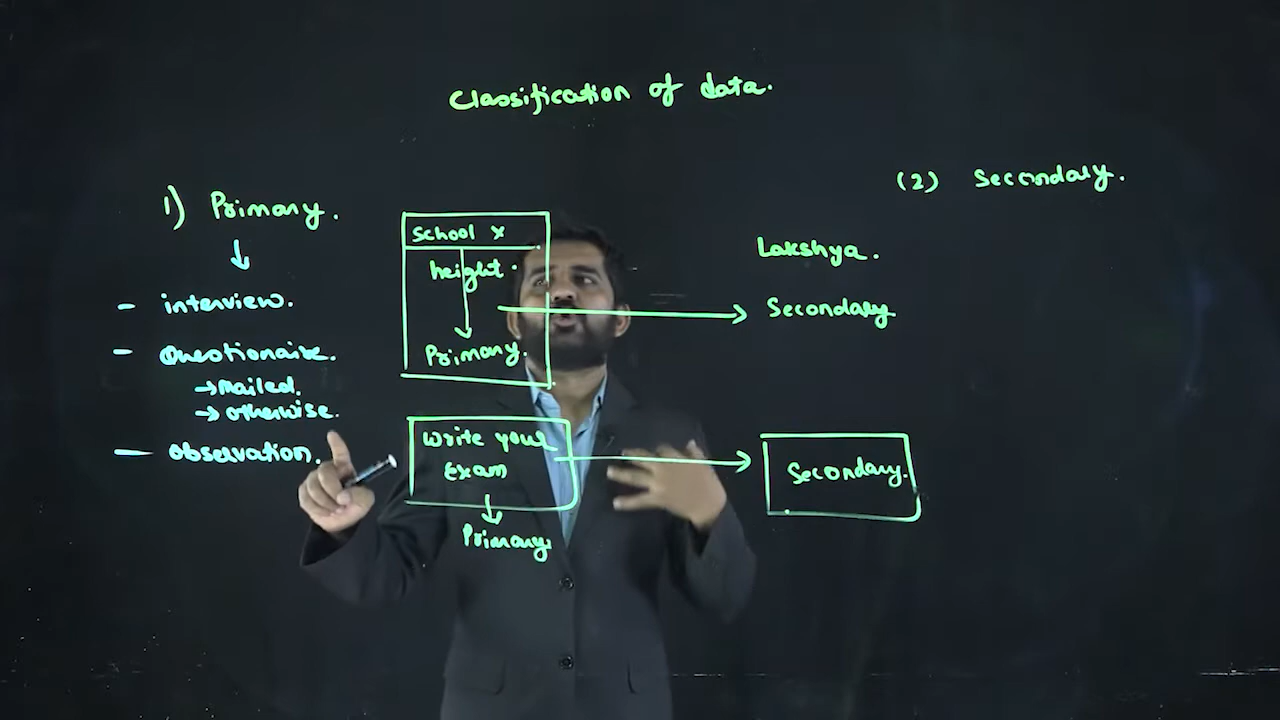 Classification of data.
1) Primary.
- interview.
- Questionaire.
→ Mailed.
→ otherwise.
- observation.
School x
height.
Primary.
Write your
Exam
Primary.
(2) Secondary.
Lakshya.
Secondary
Secondary.